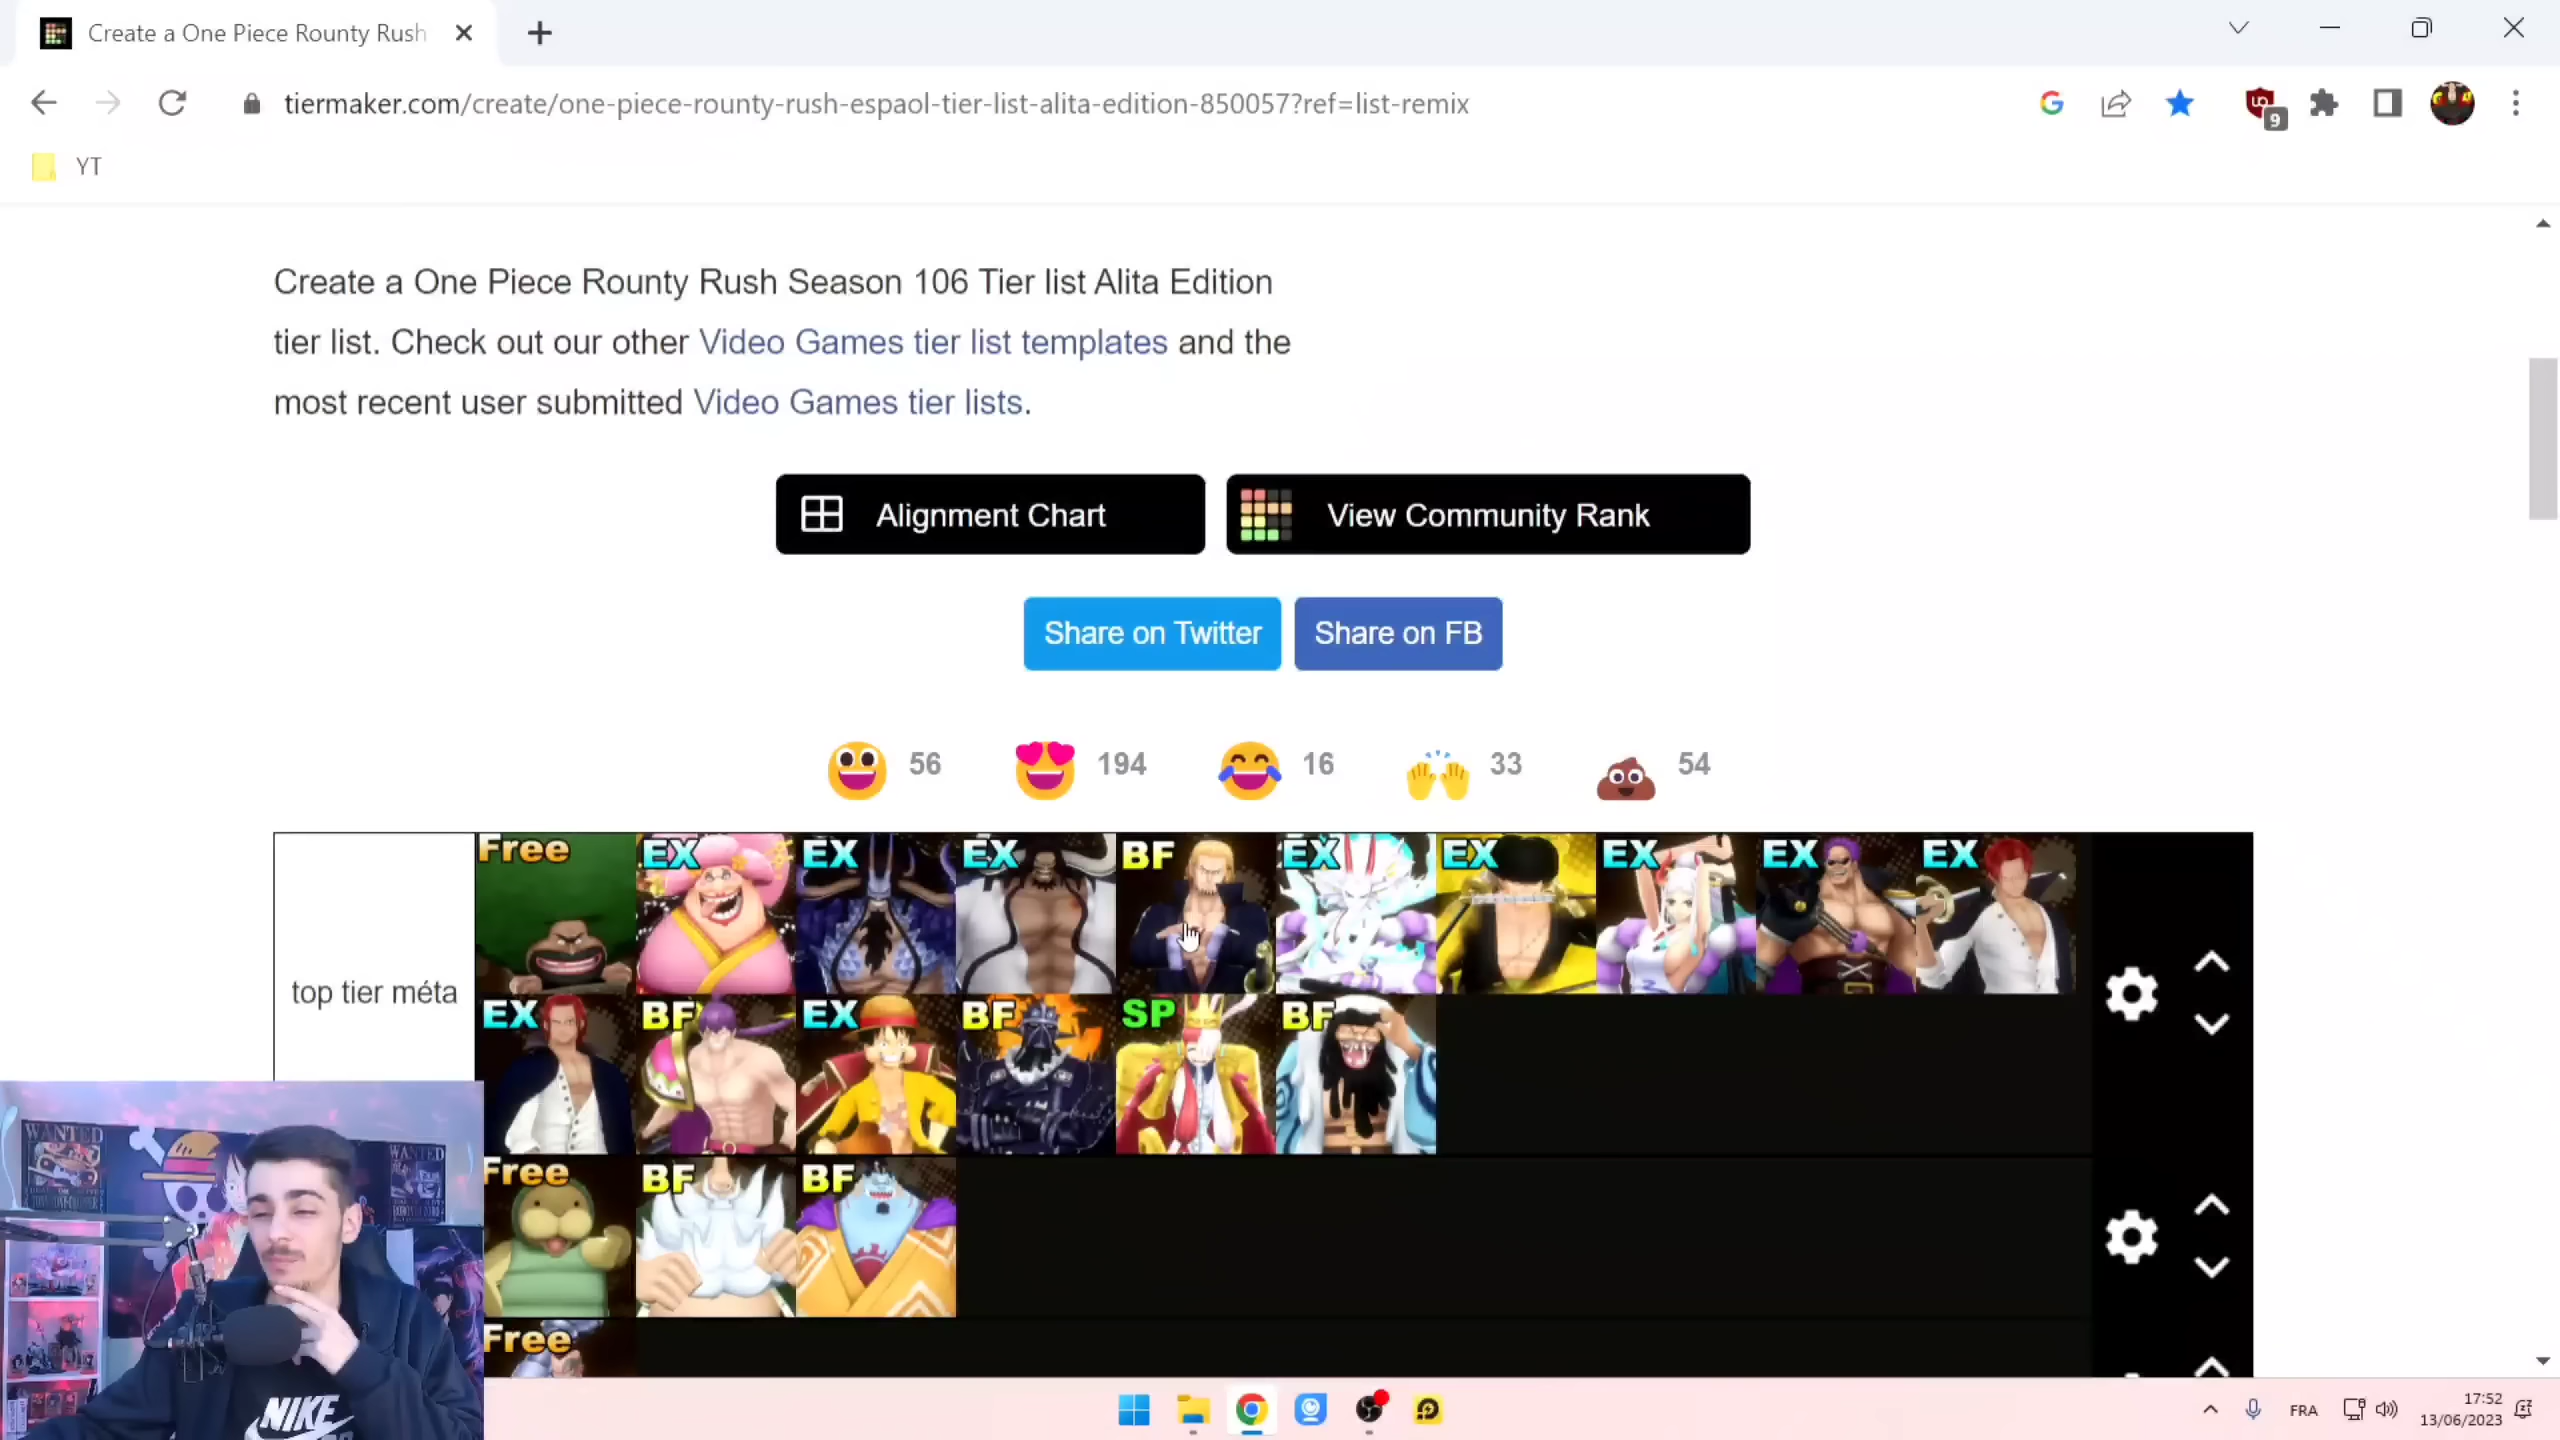 Create a One Piece Rounty Rush
tiermaker.com/create/one-piece-rounty-rush-espaol-tier-list-alita-edition-850057?ref=list-remix
9
YT
Create a One Piece Rounty Rush Season 106 Tier list Alita Edition
tier list. Check out our other Video Games tier list templates and the
most recent user submitted Video Games tier lists.
Alignment Chart
View Community Rank
Share on Twitter
Share on FB
56
194
16
33
54
top tier méta
Free EX EX EX BF EX EX EX EX EX
EX BF EX BF SP BF
Free BF BF
Free
WANTED
WANTED
NIKE
FRA
17:52
13/06/2023